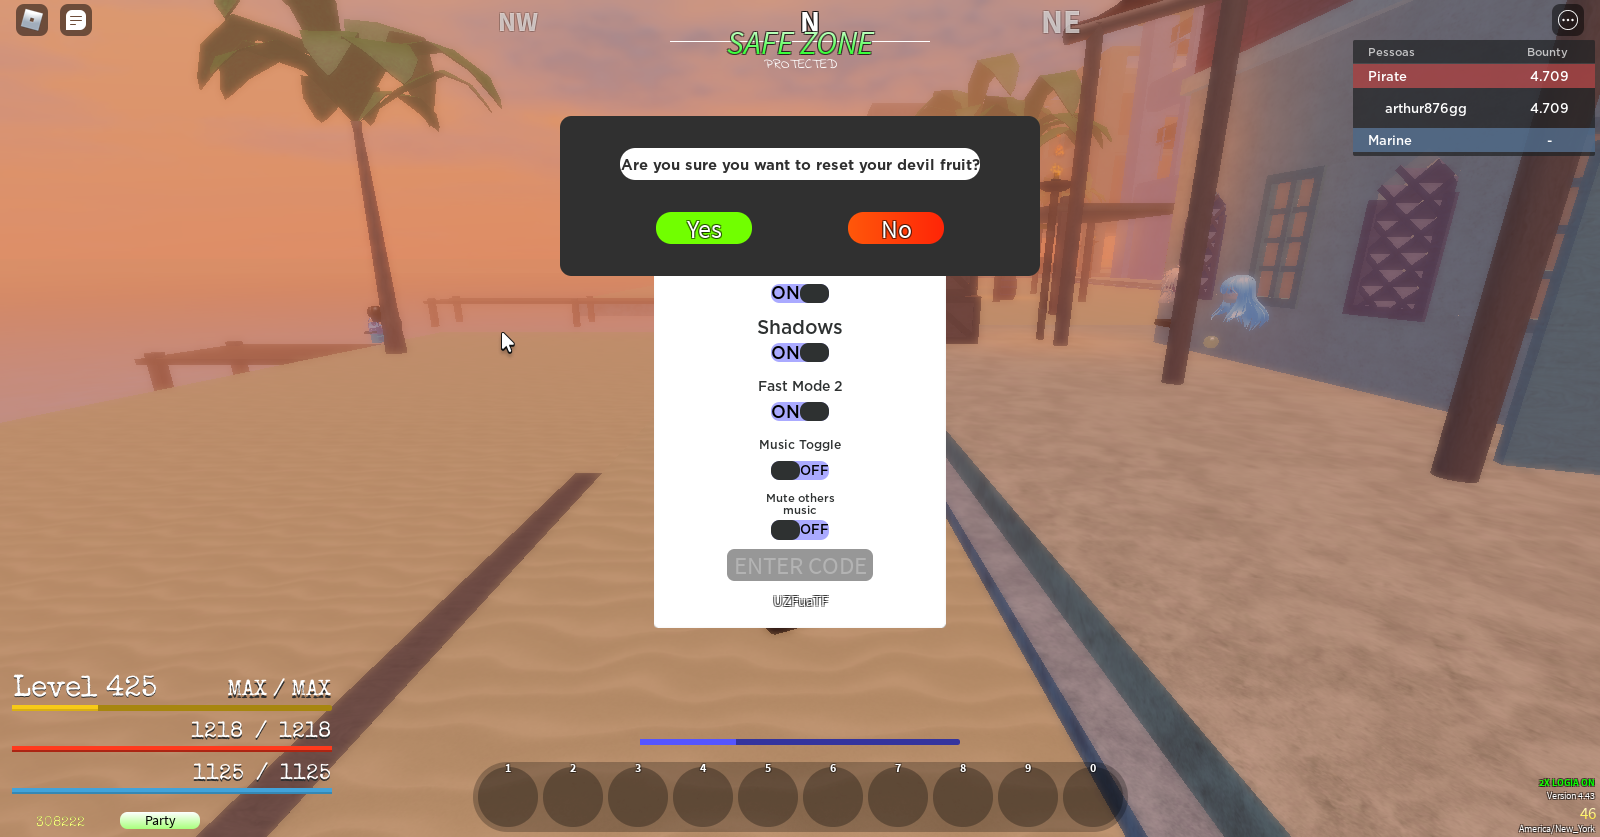 NW
N
NE
SAFE ZONE
PROTECTED
Pessoas Bounty
Pirate 4.709
arthur876gg 4.709
Marine -
Are you sure you want to reset your devil fruit?
Yes No
ON
Shadows
ON
Fast Mode 2
ON
Music Toggle
OFF
Mute others
music
OFF
ENTER CODE
UZFuaTF
Level 425 MAX / MAX
1218 / 1218
1125 / 1125
308222
Party
1 2 3 4 5 6 7 8 9 0
2X LOGIA ON
Version 4.43
46
America/New_York